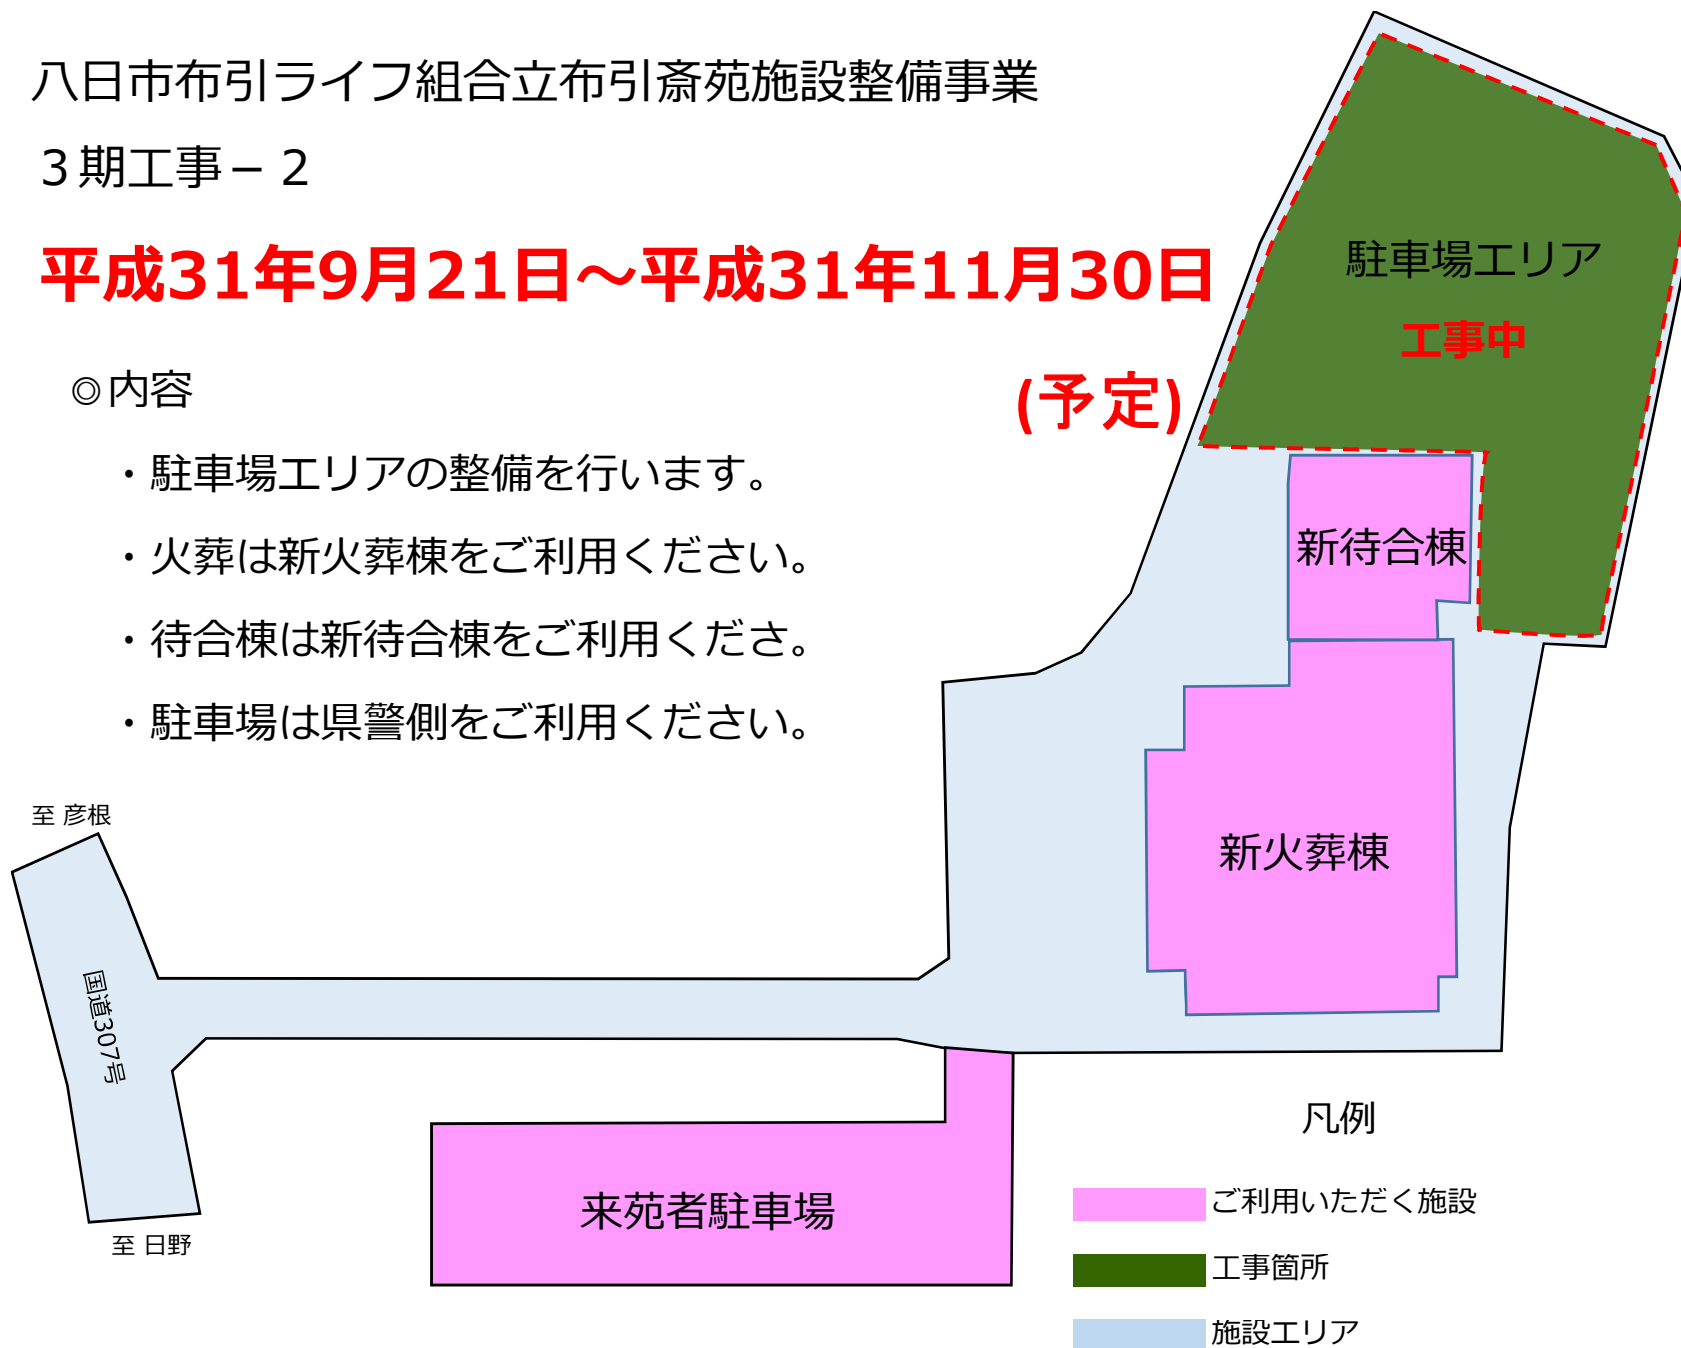 八日市布引ライフ組合立布引斎苑施設整備事業
３期工事－２
平成31年9月21日～平成31年11月30日
(予定)
◎内容
・駐車場エリアの整備を行います。
・火葬は新火葬棟をご利用ください。
・待合棟は新待合棟をご利用くださ。
・駐車場は県警側をご利用ください。
駐車場エリア
工事中
新待合棟
新火葬棟
至 彦根
国道307号
至 日野
来苑者駐車場
凡例
ご利用いただく施設
工事箇所
施設エリア